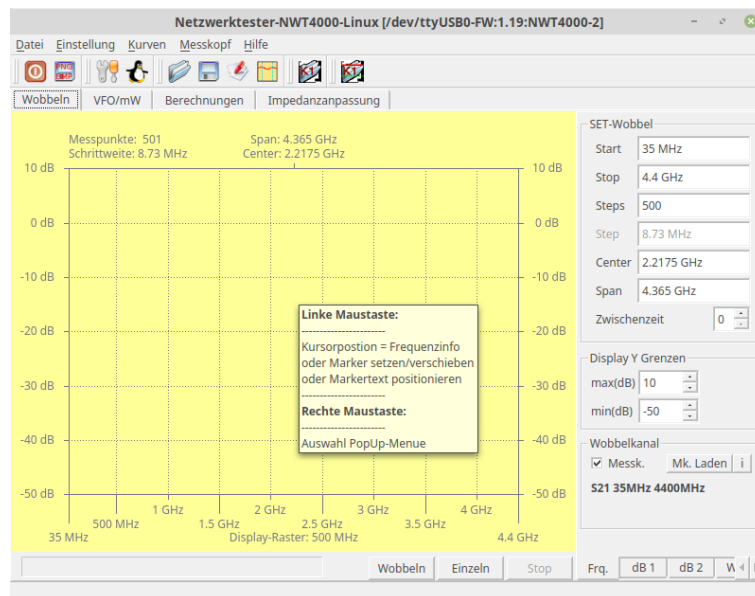 Netzwerktester-NWT4000-Linux [/dev/ttyUSB0-FW:1.19:NWT4000-2]
Datei Einstellung Kurven Messkopf Hilfe
PNG
BMP
K1 K1
Wobbeln VFO/mW Berechnungen Impedanzanpassung
Messpunkte: 501 Span: 4.365 GHz
Schrittweite: 8.73 MHz Center: 2.2175 GHz
10 dB 10 dB
0 dB 0 dB
-10 dB -10 dB
-20 dB -20 dB
-30 dB -30 dB
-40 dB -40 dB
-50 dB -50 dB
Linke Maustaste:
------------------------
Kursorpostion = Frequenzinfo
oder Marker setzen/verschieben
oder Markertext positionieren
------------------------
Rechte Maustaste:
------------------------
Auswahl PopUp-Menue
1 GHz 2 GHz 3 GHz 4 GHz
500 MHz 1.5 GHz 2.5 GHz 3.5 GHz
35 MHz Display-Raster: 500 MHz 4.4 GHz
SET-Wobbel
Start 35 MHz
Stop 4.4 GHz
Steps 500
Step 8.73 MHz
Center 2.2175 GHz
Span 4.365 GHz
Zwischenzeit 0
Display Y Grenzen
max(dB) 10
min(dB) -50
Wobbelkanal
Messk. Mk. Laden i
S21 35MHz 4400MHz
Wobbeln Einzeln Stop
Frq. dB 1 dB 2